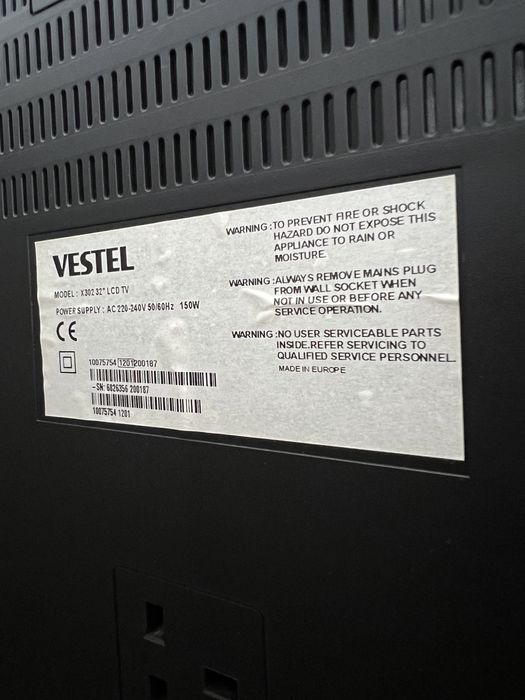 VESTEL
MODEL : X302 32" LCD TV
POWER SUPPLY : AC 220-240V 50/60Hz 150W
CE
10075754 1201 200187
-SN: 6826356 200187
10075754 1201
WARNING :TO PREVENT FIRE OR SHOCK
HAZARD DO NOT EXPOSE THIS
APPLIANCE TO RAIN OR
MOISTURE.
WARNING :ALWAYS REMOVE MAINS PLUG
FROM WALL SOCKET WHEN
NOT IN USE OR BEFORE ANY
SERVICE OPERATION.
WARNING :NO USER SERVICEABLE PARTS
INSIDE.REFER SERVICING TO
QUALIFIED SERVICE PERSONNEL.
MADE IN EUROPE